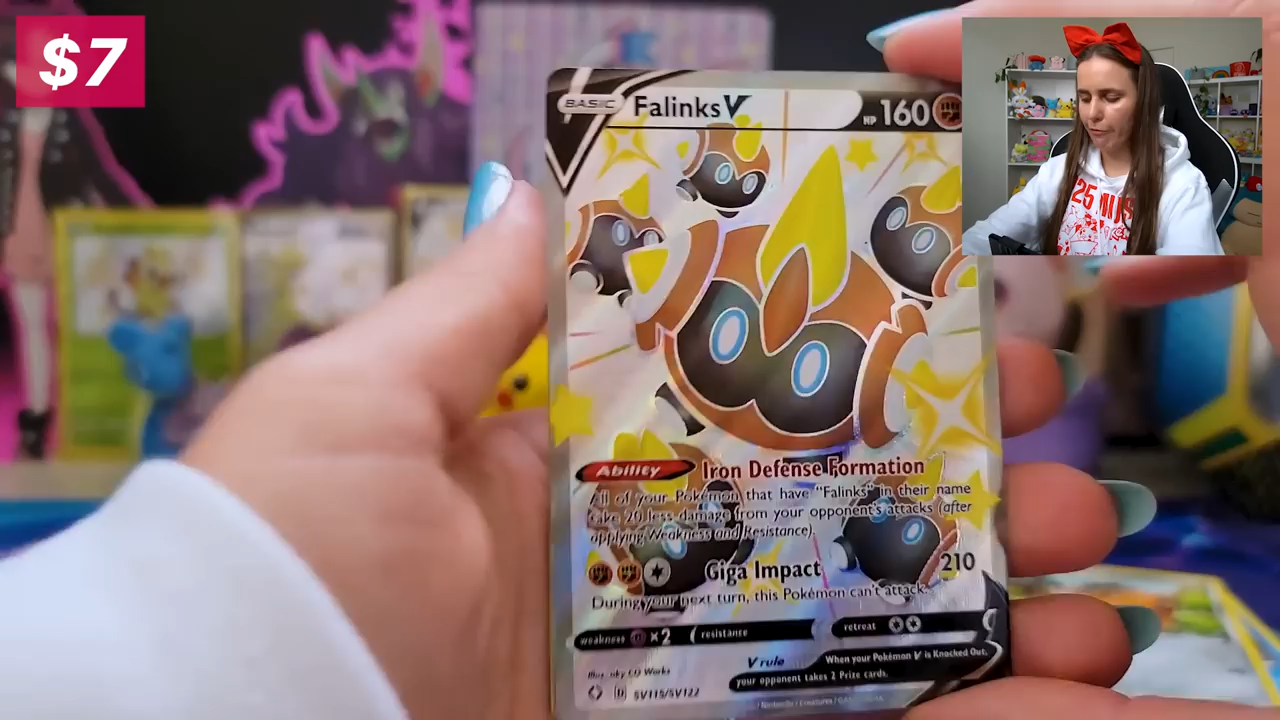 $7
BASIC Falinks V HP 160
Ability Iron Defense Formation
All of your Pokémon that have "Falinks" in their name
take 20 less damage from your opponent's attacks (after
applying Weakness and Resistance).
Giga Impact 210
During your next turn, this Pokémon can't attack.
weakness ×2 resistance retreat
V rule When your Pokémon V is Knocked Out,
your opponent takes 2 Prize cards.
SV115/SV122
25